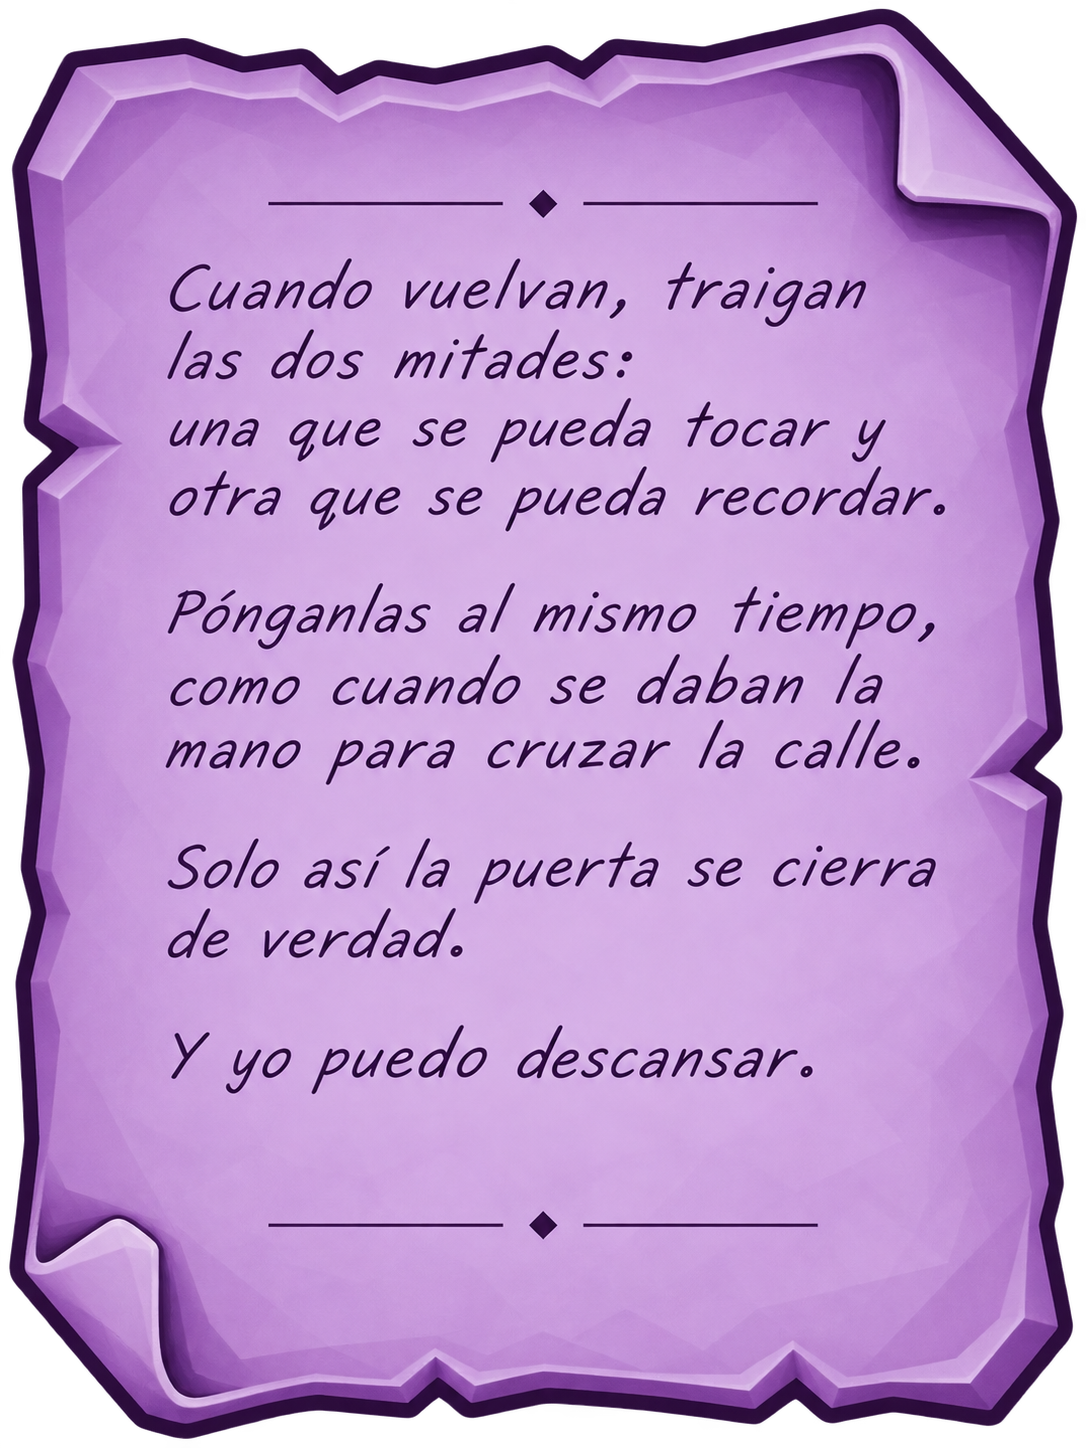 Cuando vuelvan, traigan
las dos mitades:
una que se pueda tocar y
otra que se pueda recordar.
Pónganlas al mismo tiempo,
como cuando se daban la
mano para cruzar la calle.
Solo así la puerta se cierra
de verdad.
Y yo puedo descansar.